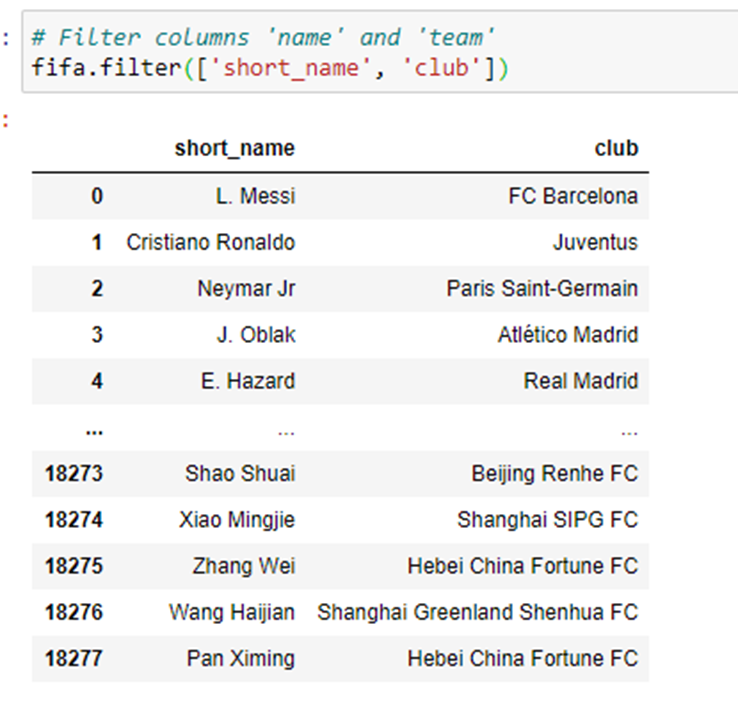 : # Filter columns 'name' and 'team'
fifa.filter(['short_name', 'club'])
:
short_name club
0 L. Messi FC Barcelona
1 Cristiano Ronaldo Juventus
2 Neymar Jr Paris Saint-Germain
3 J. Oblak Atlético Madrid
4 E. Hazard Real Madrid
... ... ...
18273 Shao Shuai Beijing Renhe FC
18274 Xiao Mingjie Shanghai SIPG FC
18275 Zhang Wei Hebei China Fortune FC
18276 Wang Haijian Shanghai Greenland Shenhua FC
18277 Pan Ximing Hebei China Fortune FC